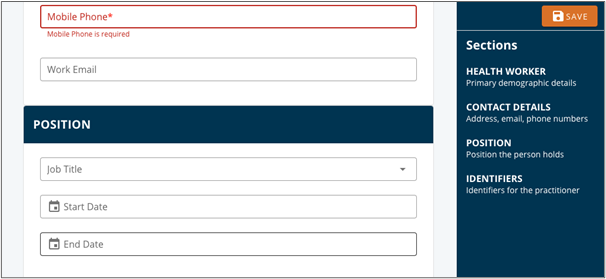 Mobile Phone*
Mobile Phone is required
Work Email
POSITION
Job Title
Start Date
End Date
SAVE
Sections
HEALTH WORKER
Primary demographic details
CONTACT DETAILS
Address, email, phone numbers
POSITION
Position the person holds
IDENTIFIERS
Identifiers for the practitioner